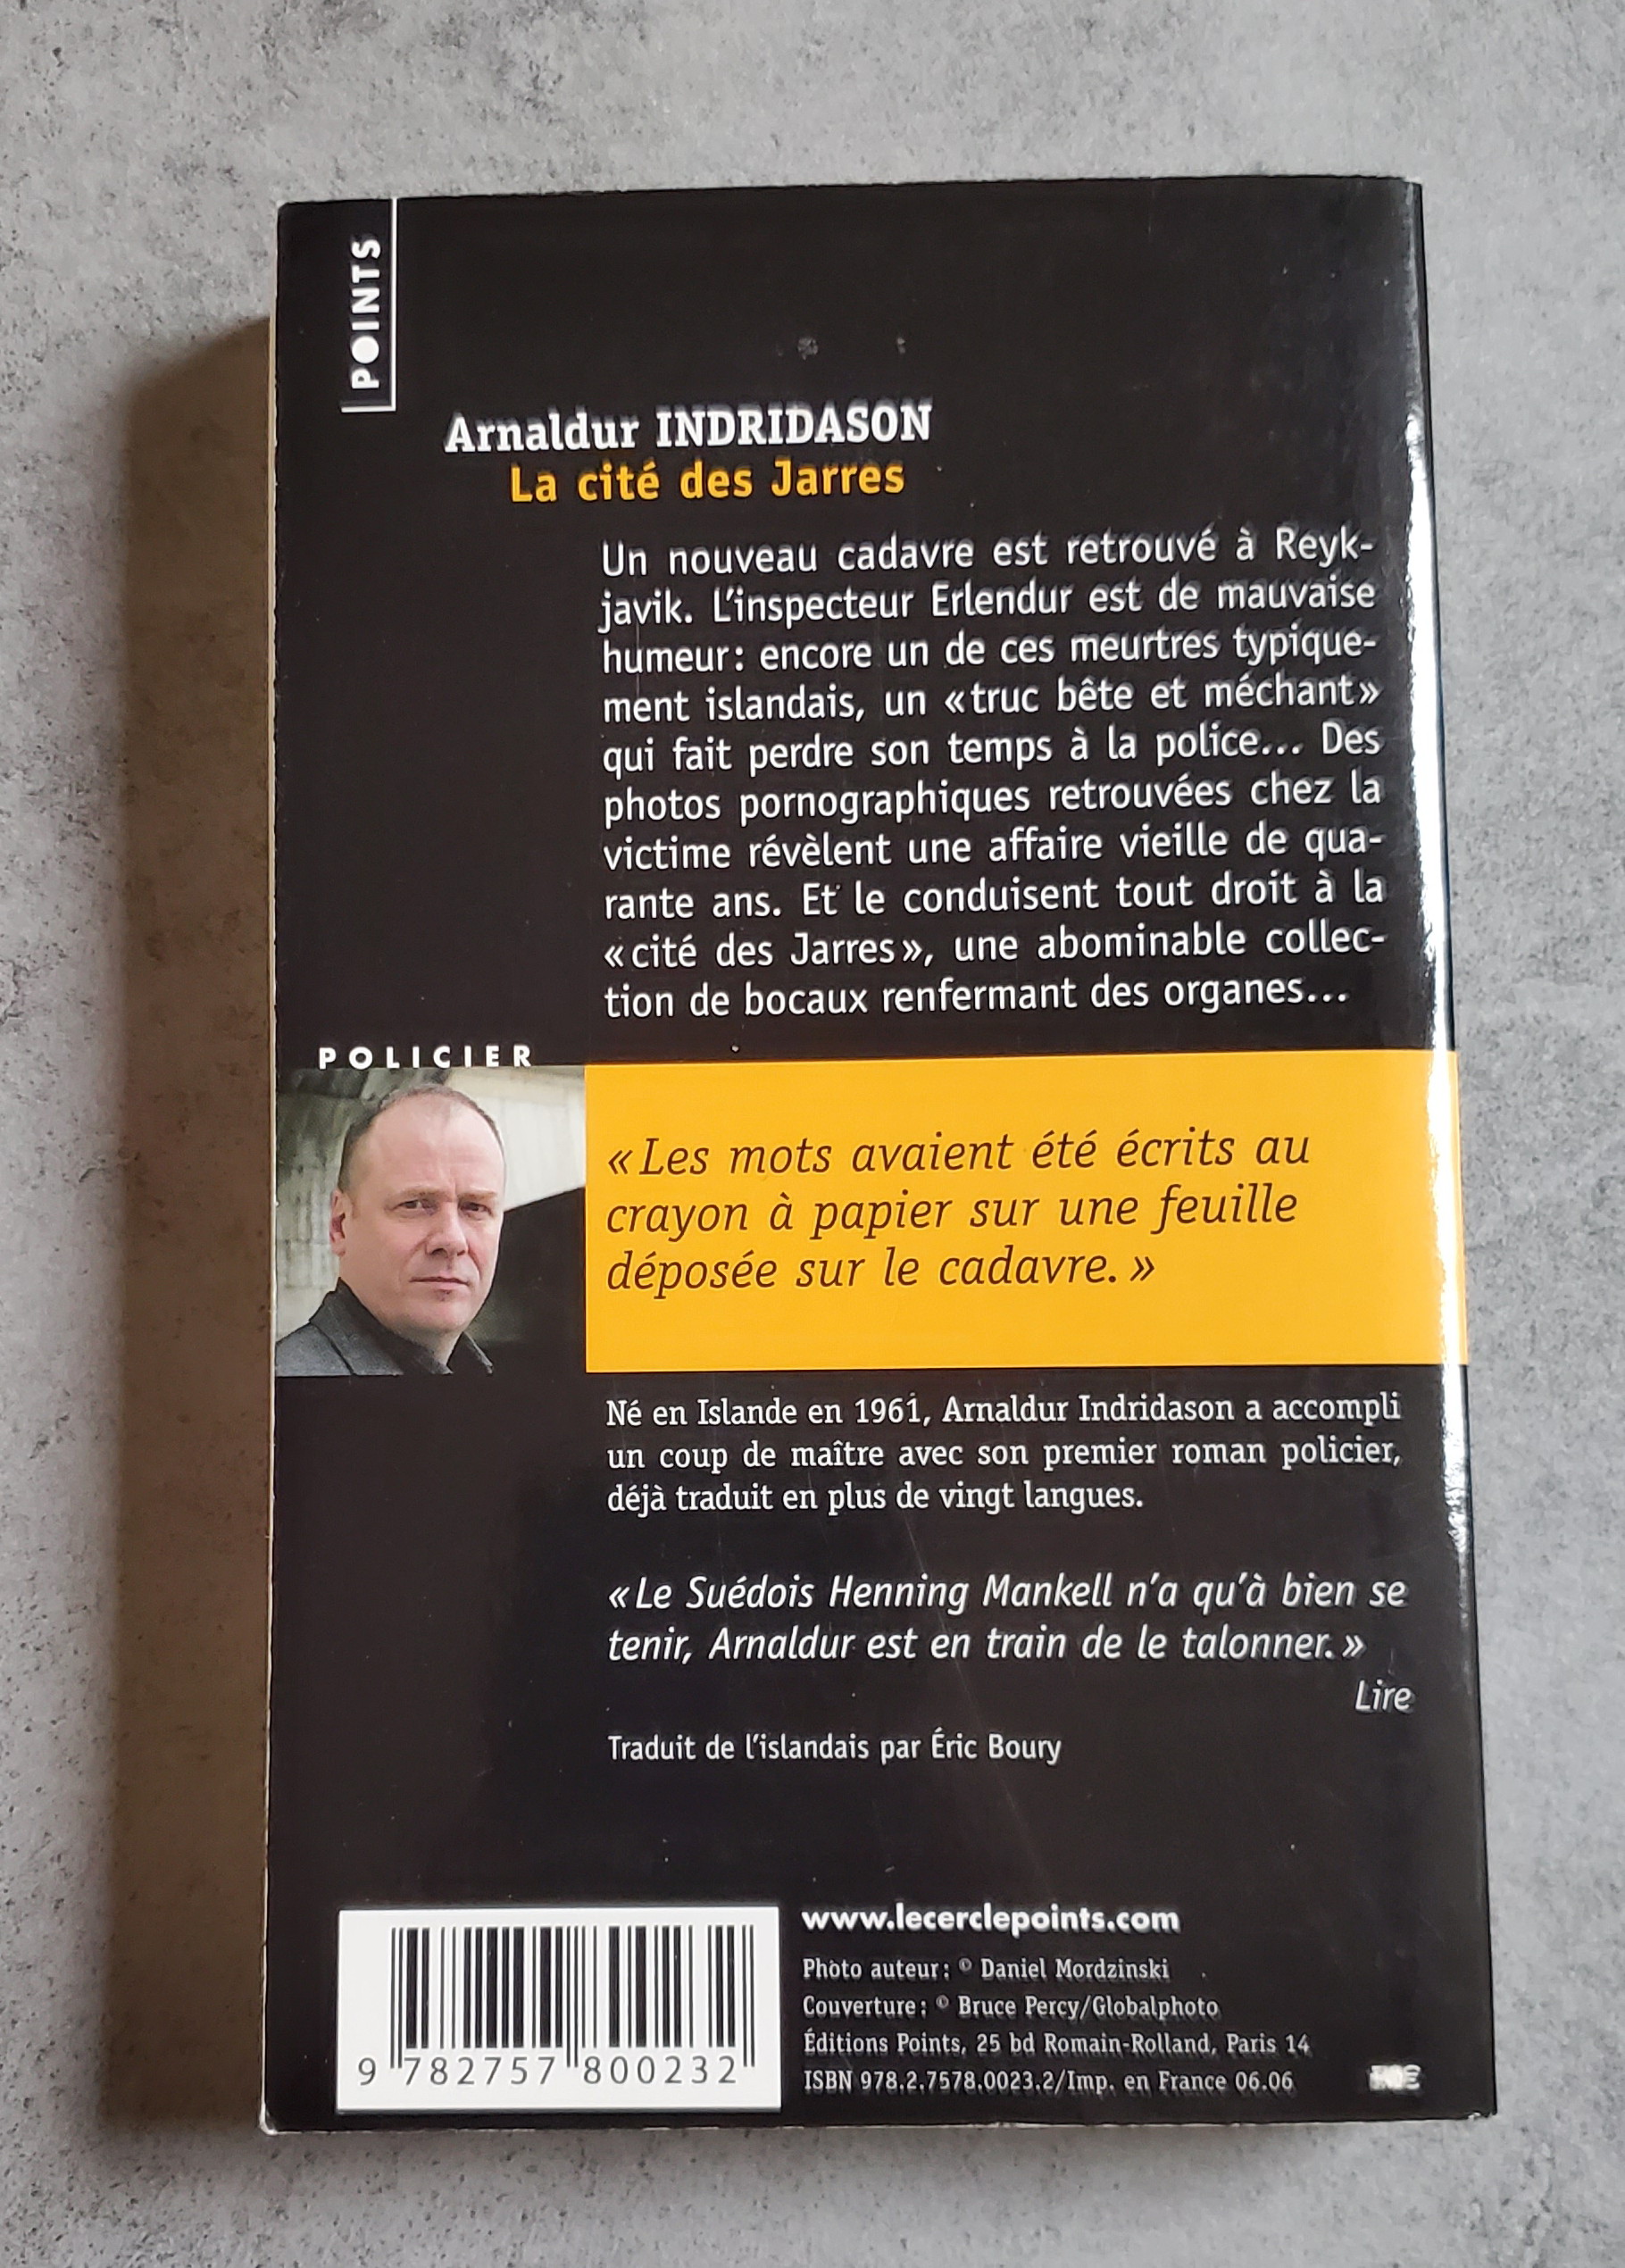 POINTS
Arnaldur INDRIDASON
La cité des Jarres
Un nouveau cadavre est retrouvé à Reyk-
javik. L'inspecteur Erlendur est de mauvaise
humeur : encore un de ces meurtres typique-
ment islandais, un « truc bête et méchant »
qui fait perdre son temps à la police... Des
photos pornographiques retrouvées chez la
victime révèlent une affaire vieille de qua-
rante ans. Et le conduisent tout droit à la
« cité des Jarres », une abominable collec-
tion de bocaux renfermant des organes...
POLICIER
« Les mots avaient été écrits au
crayon à papier sur une feuille
déposée sur le cadavre. »
Né en Islande en 1961, Arnaldur Indridason a accompli
un coup de maître avec son premier roman policier,
déjà traduit en plus de vingt langues.
« Le Suédois Henning Mankell n'a qu'à bien se
tenir, Arnaldur est en train de le talonner. »
Lire
Traduit de l'islandais par Éric Boury
www.lecerclepoints.com
Photo auteur : © Daniel Mordzinski
Couverture : © Bruce Percy/Globalphoto
Éditions Points, 25 bd Romain-Rolland, Paris 14
ISBN 978.2.7578.0023.2/Imp. en France 06.06
9 782757 800232